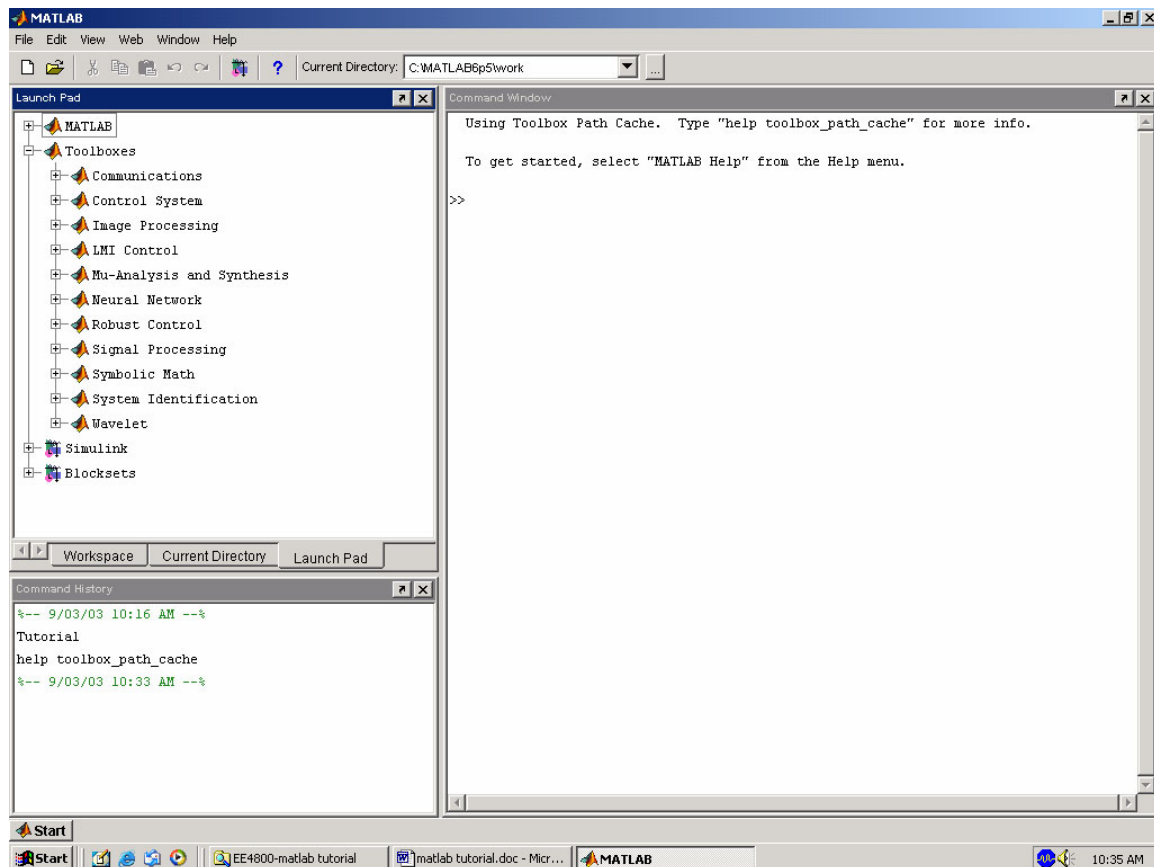 MATLAB
File Edit View Web Window Help
? Current Directory: C:\MATLAB6p5\work ...
Launch Pad
MATLAB
Toolboxes
Communications
Control System
Image Processing
LMI Control
Mu-Analysis and Synthesis
Neural Network
Robust Control
Signal Processing
Symbolic Math
System Identification
Wavelet
Simulink
Blocksets
Workspace Current Directory Launch Pad
Command History
%-- 9/03/03 10:16 AM --%
Tutorial
help toolbox_path_cache
%-- 9/03/03 10:33 AM --%
Command Window
Using Toolbox Path Cache. Type "help toolbox_path_cache" for more info.
To get started, select "MATLAB Help" from the Help menu.
>>
Start
Start EE4800-matlab tutorial matlab tutorial.doc - Micr... MATLAB 10:35 AM